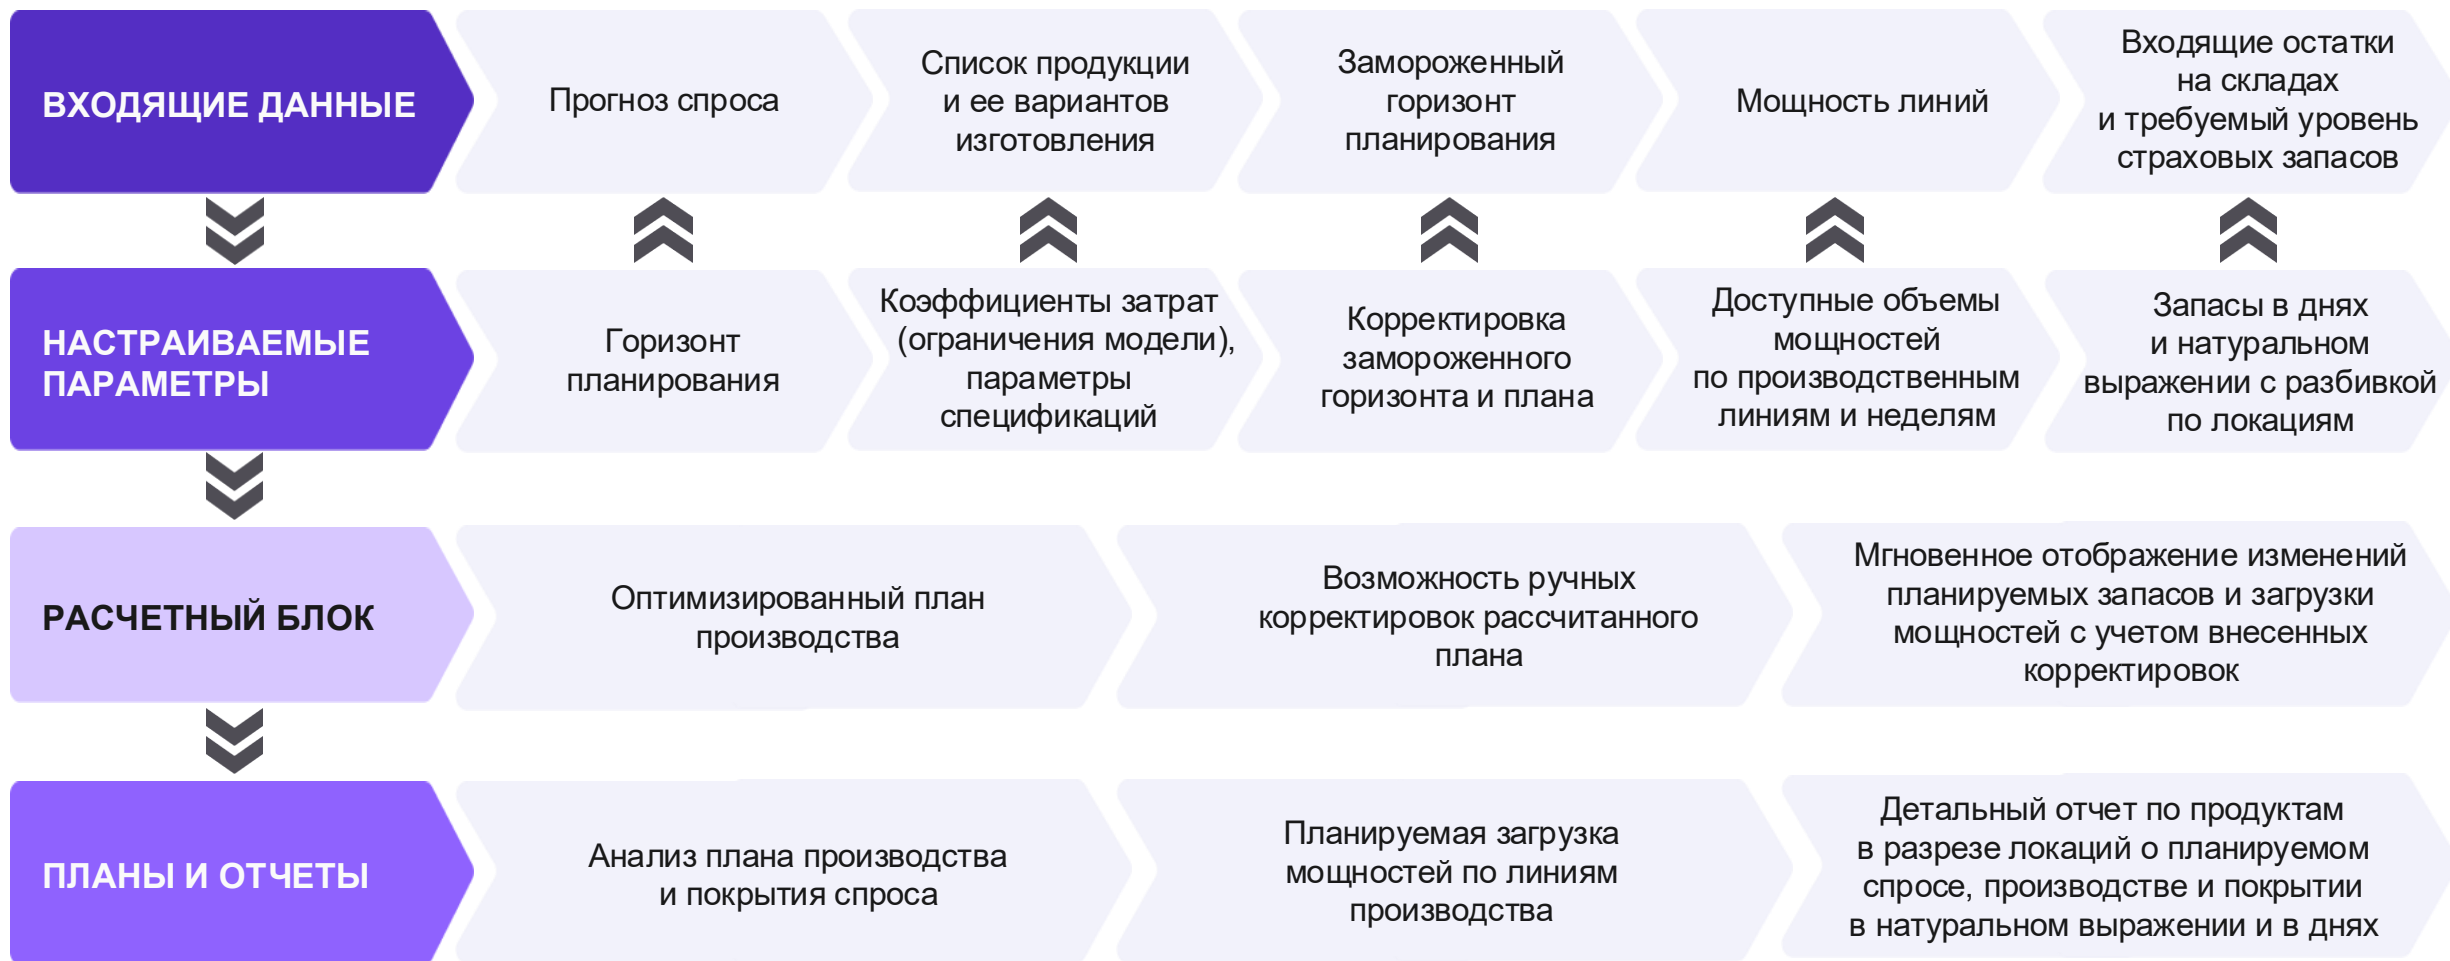 ВХОДЯЩИЕ ДАННЫЕ
Прогноз спроса
Список продукции
и ее вариантов
изготовления
Замороженный
горизонт
планирования
Мощность линий
Входящие остатки
на складах
и требуемый уровень
страховых запасов
НАСТРАИВАЕМЫЕ
ПАРАМЕТРЫ
Горизонт
планирования
Коэффициенты затрат
(ограничения модели),
параметры
спецификаций
Корректировка
замороженного
горизонта и плана
Доступные объемы
мощностей
по производственным
линиям и неделям
Запасы в днях
и натуральном
выражении с разбивкой
по локациям
РАСЧЕТНЫЙ БЛОК
Оптимизированный план
производства
Возможность ручных
корректировок рассчитанного
плана
Мгновенное отображение изменений
планируемых запасов и загрузки
мощностей с учетом внесенных
корректировок
ПЛАНЫ И ОТЧЕТЫ
Анализ плана производства
и покрытия спроса
Планируемая загрузка
мощностей по линиям
производства
Детальный отчет по продуктам
в разрезе локаций о планируемом
спросе, производстве и покрытии
в натуральном выражении и в днях